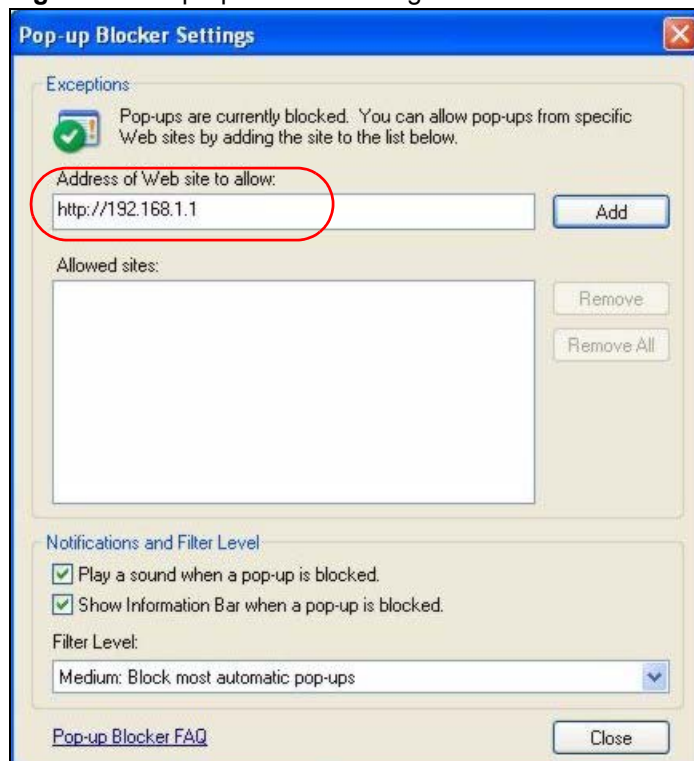 Pop-up Blocker Settings
Exceptions
Pop-ups are currently blocked. You can allow pop-ups from specific
Web sites by adding the site to the list below.
Address of Web site to allow:
http://192.168.1.1
Add
Allowed sites:
Remove
Remove All
Notifications and Filter Level
Play a sound when a pop-up is blocked.
Show Information Bar when a pop-up is blocked.
Filter Level:
Medium: Block most automatic pop-ups
Pop-up Blocker FAQ
Close